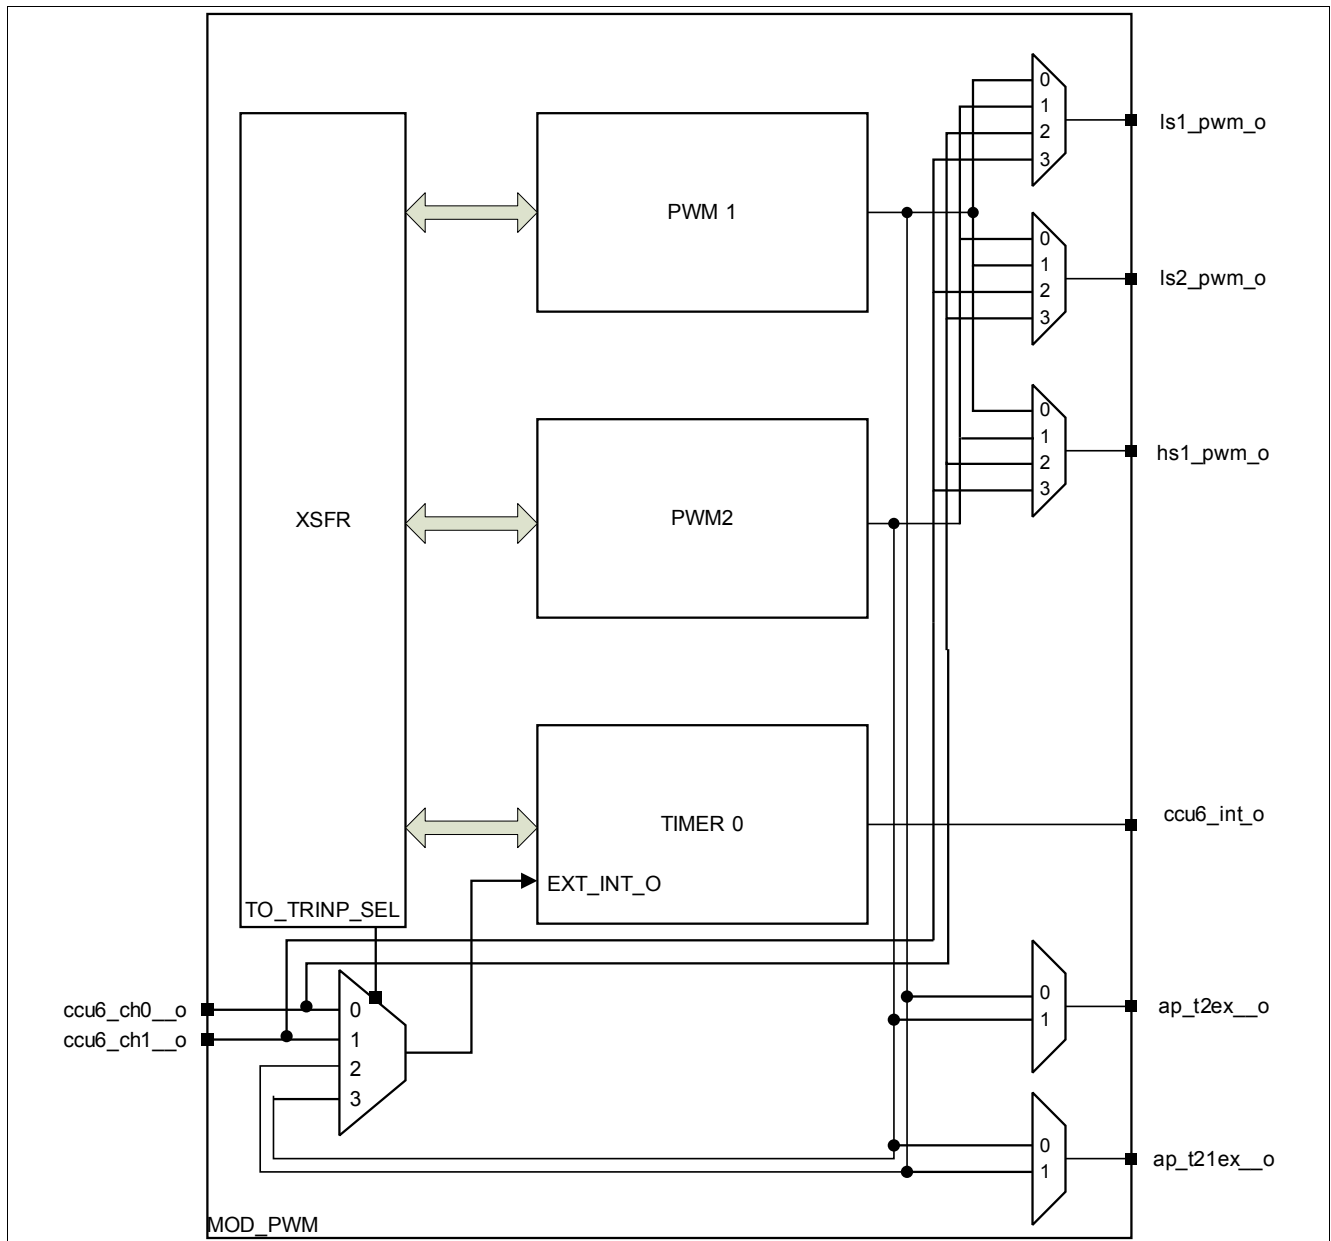 0
1
2
3
ls1_pwm_o
PWM 1
0
1
2
3
ls2_pwm_o
0
1
2
3
hs1_pwm_o
XSFR
PWM2
TIMER 0
ccu6_int_o
EXT_INT_O
TO_TRINP_SEL
ccu6_ch0__o
ccu6_ch1__o
0
1
2
3
0
1
ap_t2ex__o
0
1
ap_t21ex__o
MOD_PWM